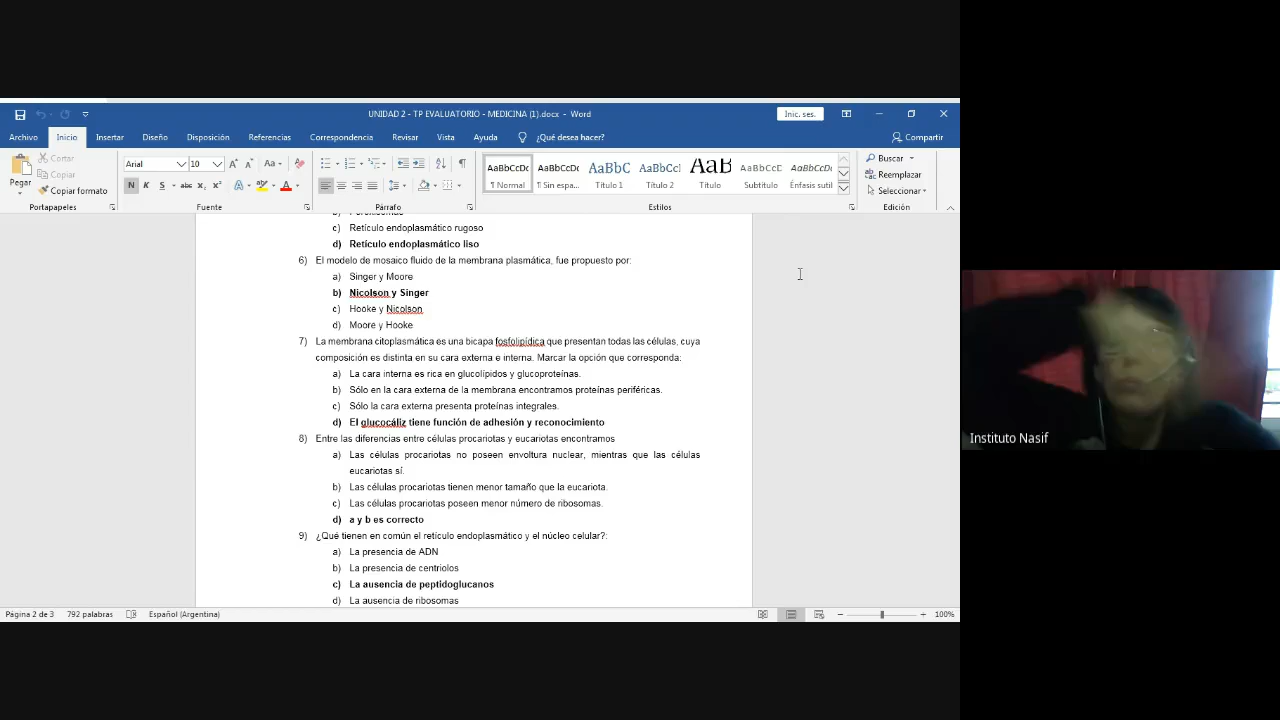 UNIDAD 2 - TP EVALUATORIO - MEDICINA (1).docx - Word
Inic. ses.
Archivo Inicio Insertar Diseño Disposición Referencias Correspondencia Revisar Vista Ayuda ¿Qué desea hacer? Compartir
Pegar
Cortar
Copiar
Copiar formato
Portapapeles
Arial 10
Fuente
Párrafo
AaBbCcDc AaBbCcDc AaBbC AaBbCcl AaB AaBbCcD AaBbCcDc
¶ Normal ¶ Sin espa... Título 1 Título 2 Título Subtítulo Énfasis sutil
Estilos
Buscar
Reemplazar
Seleccionar
Edición
c) Retículo endoplasmático rugoso
d) Retículo endoplasmático liso
6) El modelo de mosaico fluido de la membrana plasmática, fue propuesto por:
a) Singer y Moore
b) Nicolson y Singer
c) Hooke y Nicolson
d) Moore y Hooke
7) La membrana citoplasmática es una bicapa fosfolipídica que presentan todas las células, cuya
composición es distinta en su cara externa e interna. Marcar la opción que corresponda:
a) La cara interna es rica en glucolípidos y glucoproteínas.
b) Sólo en la cara externa de la membrana encontramos proteínas periféricas.
c) Sólo la cara externa presenta proteínas integrales.
d) El glucocáliz tiene función de adhesión y reconocimiento
8) Entre las diferencias entre células procariotas y eucariotas encontramos
a) Las células procariotas no poseen envoltura nuclear, mientras que las células
eucariotas sí.
b) Las células procariotas tienen menor tamaño que la eucariota.
c) Las células procariotas poseen menor número de ribosomas.
d) a y b es correcto
9) ¿Qué tienen en común el retículo endoplasmático y el núcleo celular?:
a) La presencia de ADN
b) La presencia de centriolos
c) La ausencia de peptidoglucanos
d) La ausencia de ribosomas
Página 2 de 3 792 palabras Español (Argentina) 100%
Instituto Nasif